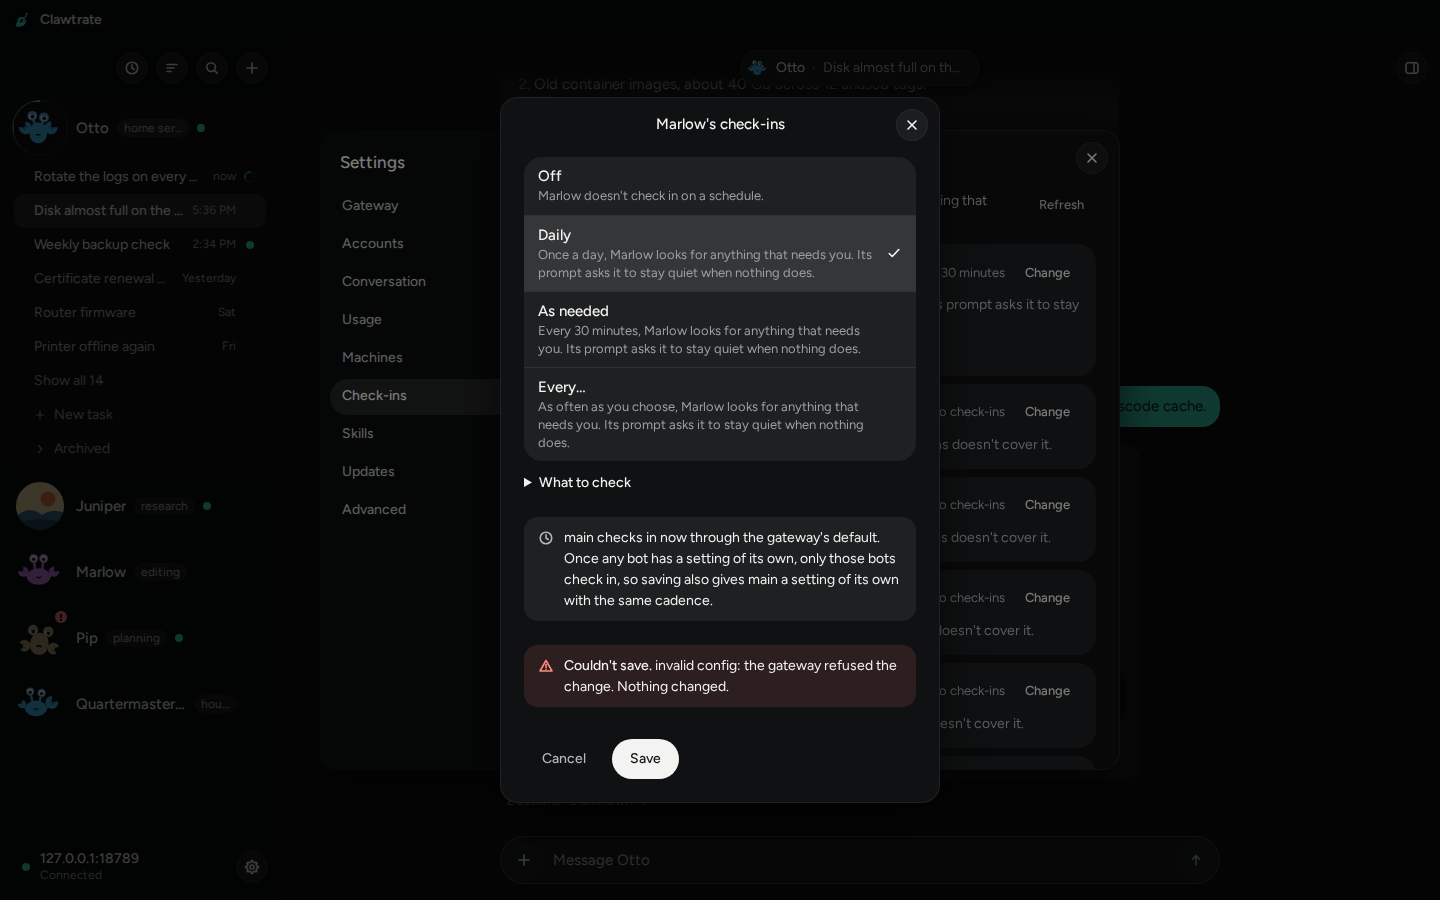 Clawtrate
Otto · Disk almost full on th...
2. Old container images, about 40 GB across 12 unused tags.
Otto home ser...
Rotate the logs on every ... now
Disk almost full on the ... 5:36 PM
Weekly backup check 2:34 PM
Certificate renewal ... Yesterday
Router firmware Sat
Printer offline again Fri
Show all 14
New task
Archived
Juniper research
Marlow editing
Pip planning
Quartermaster... hou...
127.0.0.1:18789
Connected
Settings
Gateway
Accounts
Conversation
Usage
Machines
Check-ins
Skills
Updates
Advanced
Marlow's check-ins
Off
Marlow doesn't check in on a schedule.
Daily
Once a day, Marlow looks for anything that needs you. Its
prompt asks it to stay quiet when nothing does.
As needed
Every 30 minutes, Marlow looks for anything that needs
you. Its prompt asks it to stay quiet when nothing does.
Every...
As often as you choose, Marlow looks for anything that
needs you. Its prompt asks it to stay quiet when nothing
does.
What to check
main checks in now through the gateway's default.
Once any bot has a setting of its own, only those bots
check in, so saving also gives main a setting of its own
with the same cadence.
Couldn't save. invalid config: the gateway refused the
change. Nothing changed.
Cancel Save
ing that
Refresh
30 minutes Change
s prompt asks it to stay
o check-ins Change
s doesn't cover it.
o check-ins Change
s doesn't cover it.
o check-ins Change
doesn't cover it.
o check-ins Change
esn't cover it.
scode cache.
Message Otto